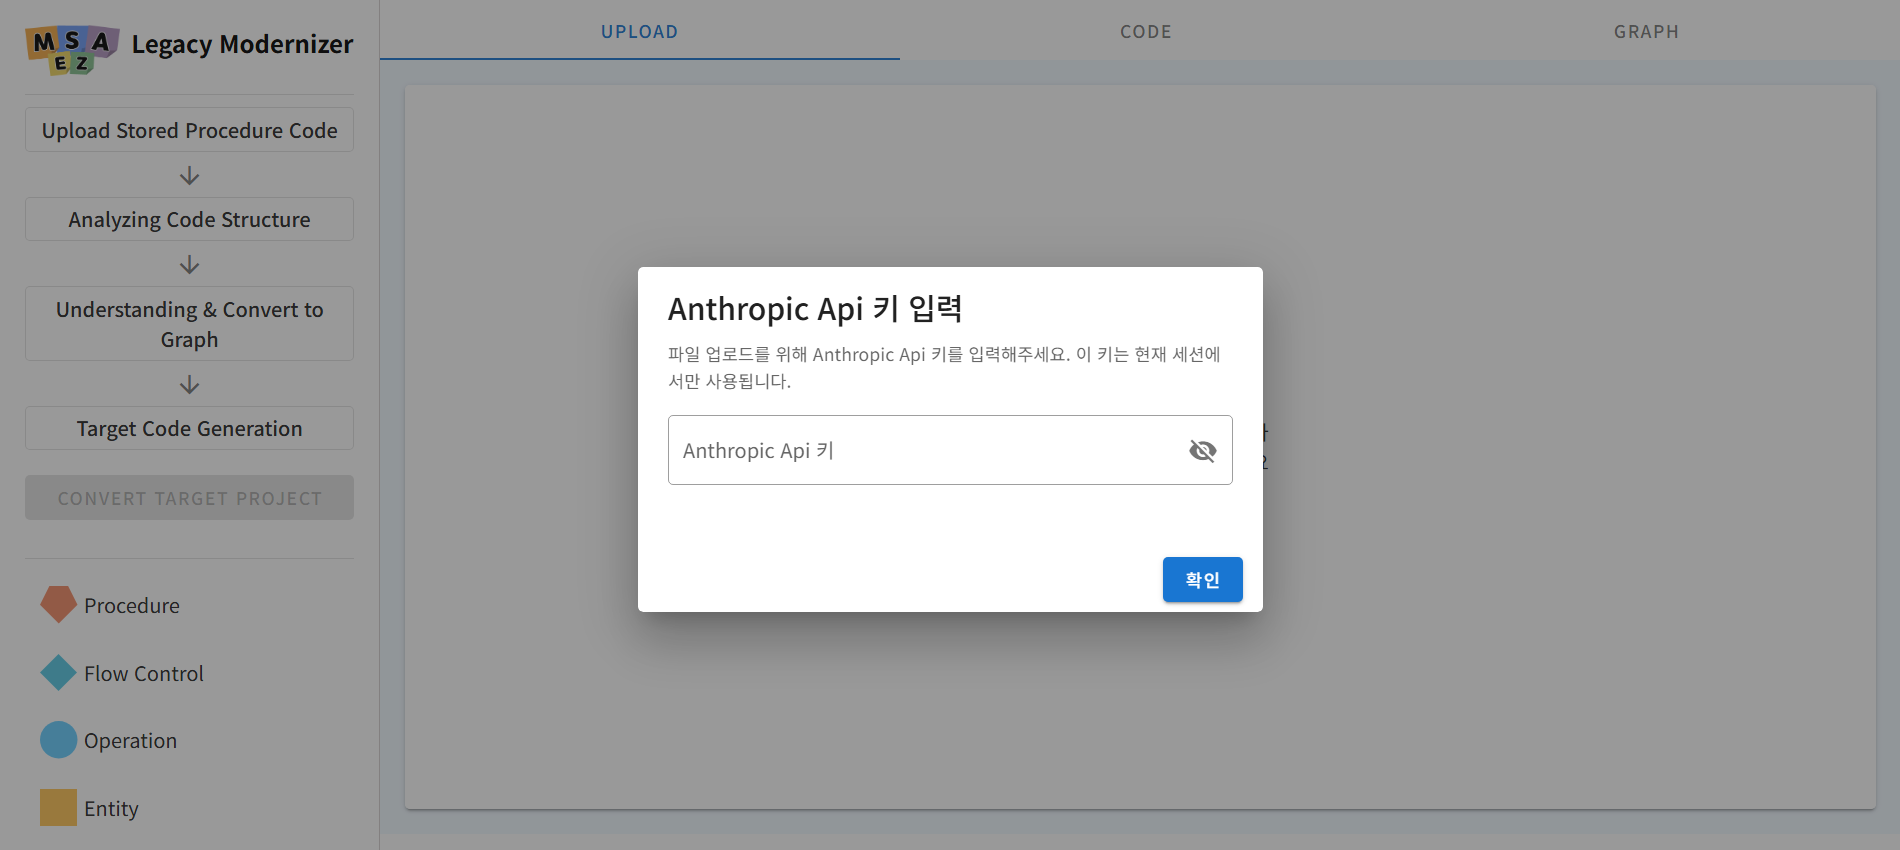 MSA
EZ
Legacy Modernizer
Upload Stored Procedure Code
Analyzing Code Structure
Understanding & Convert to
Graph
Target Code Generation
CONVERT TARGET PROJECT
Procedure
Flow Control
Operation
Entity
UPLOAD
CODE
GRAPH
Anthropic Api 키 입력
파일 업로드를 위해 Anthropic Api 키를 입력해주세요. 이 키는 현재 세션에
서만 사용됩니다.
Anthropic Api 키
확인